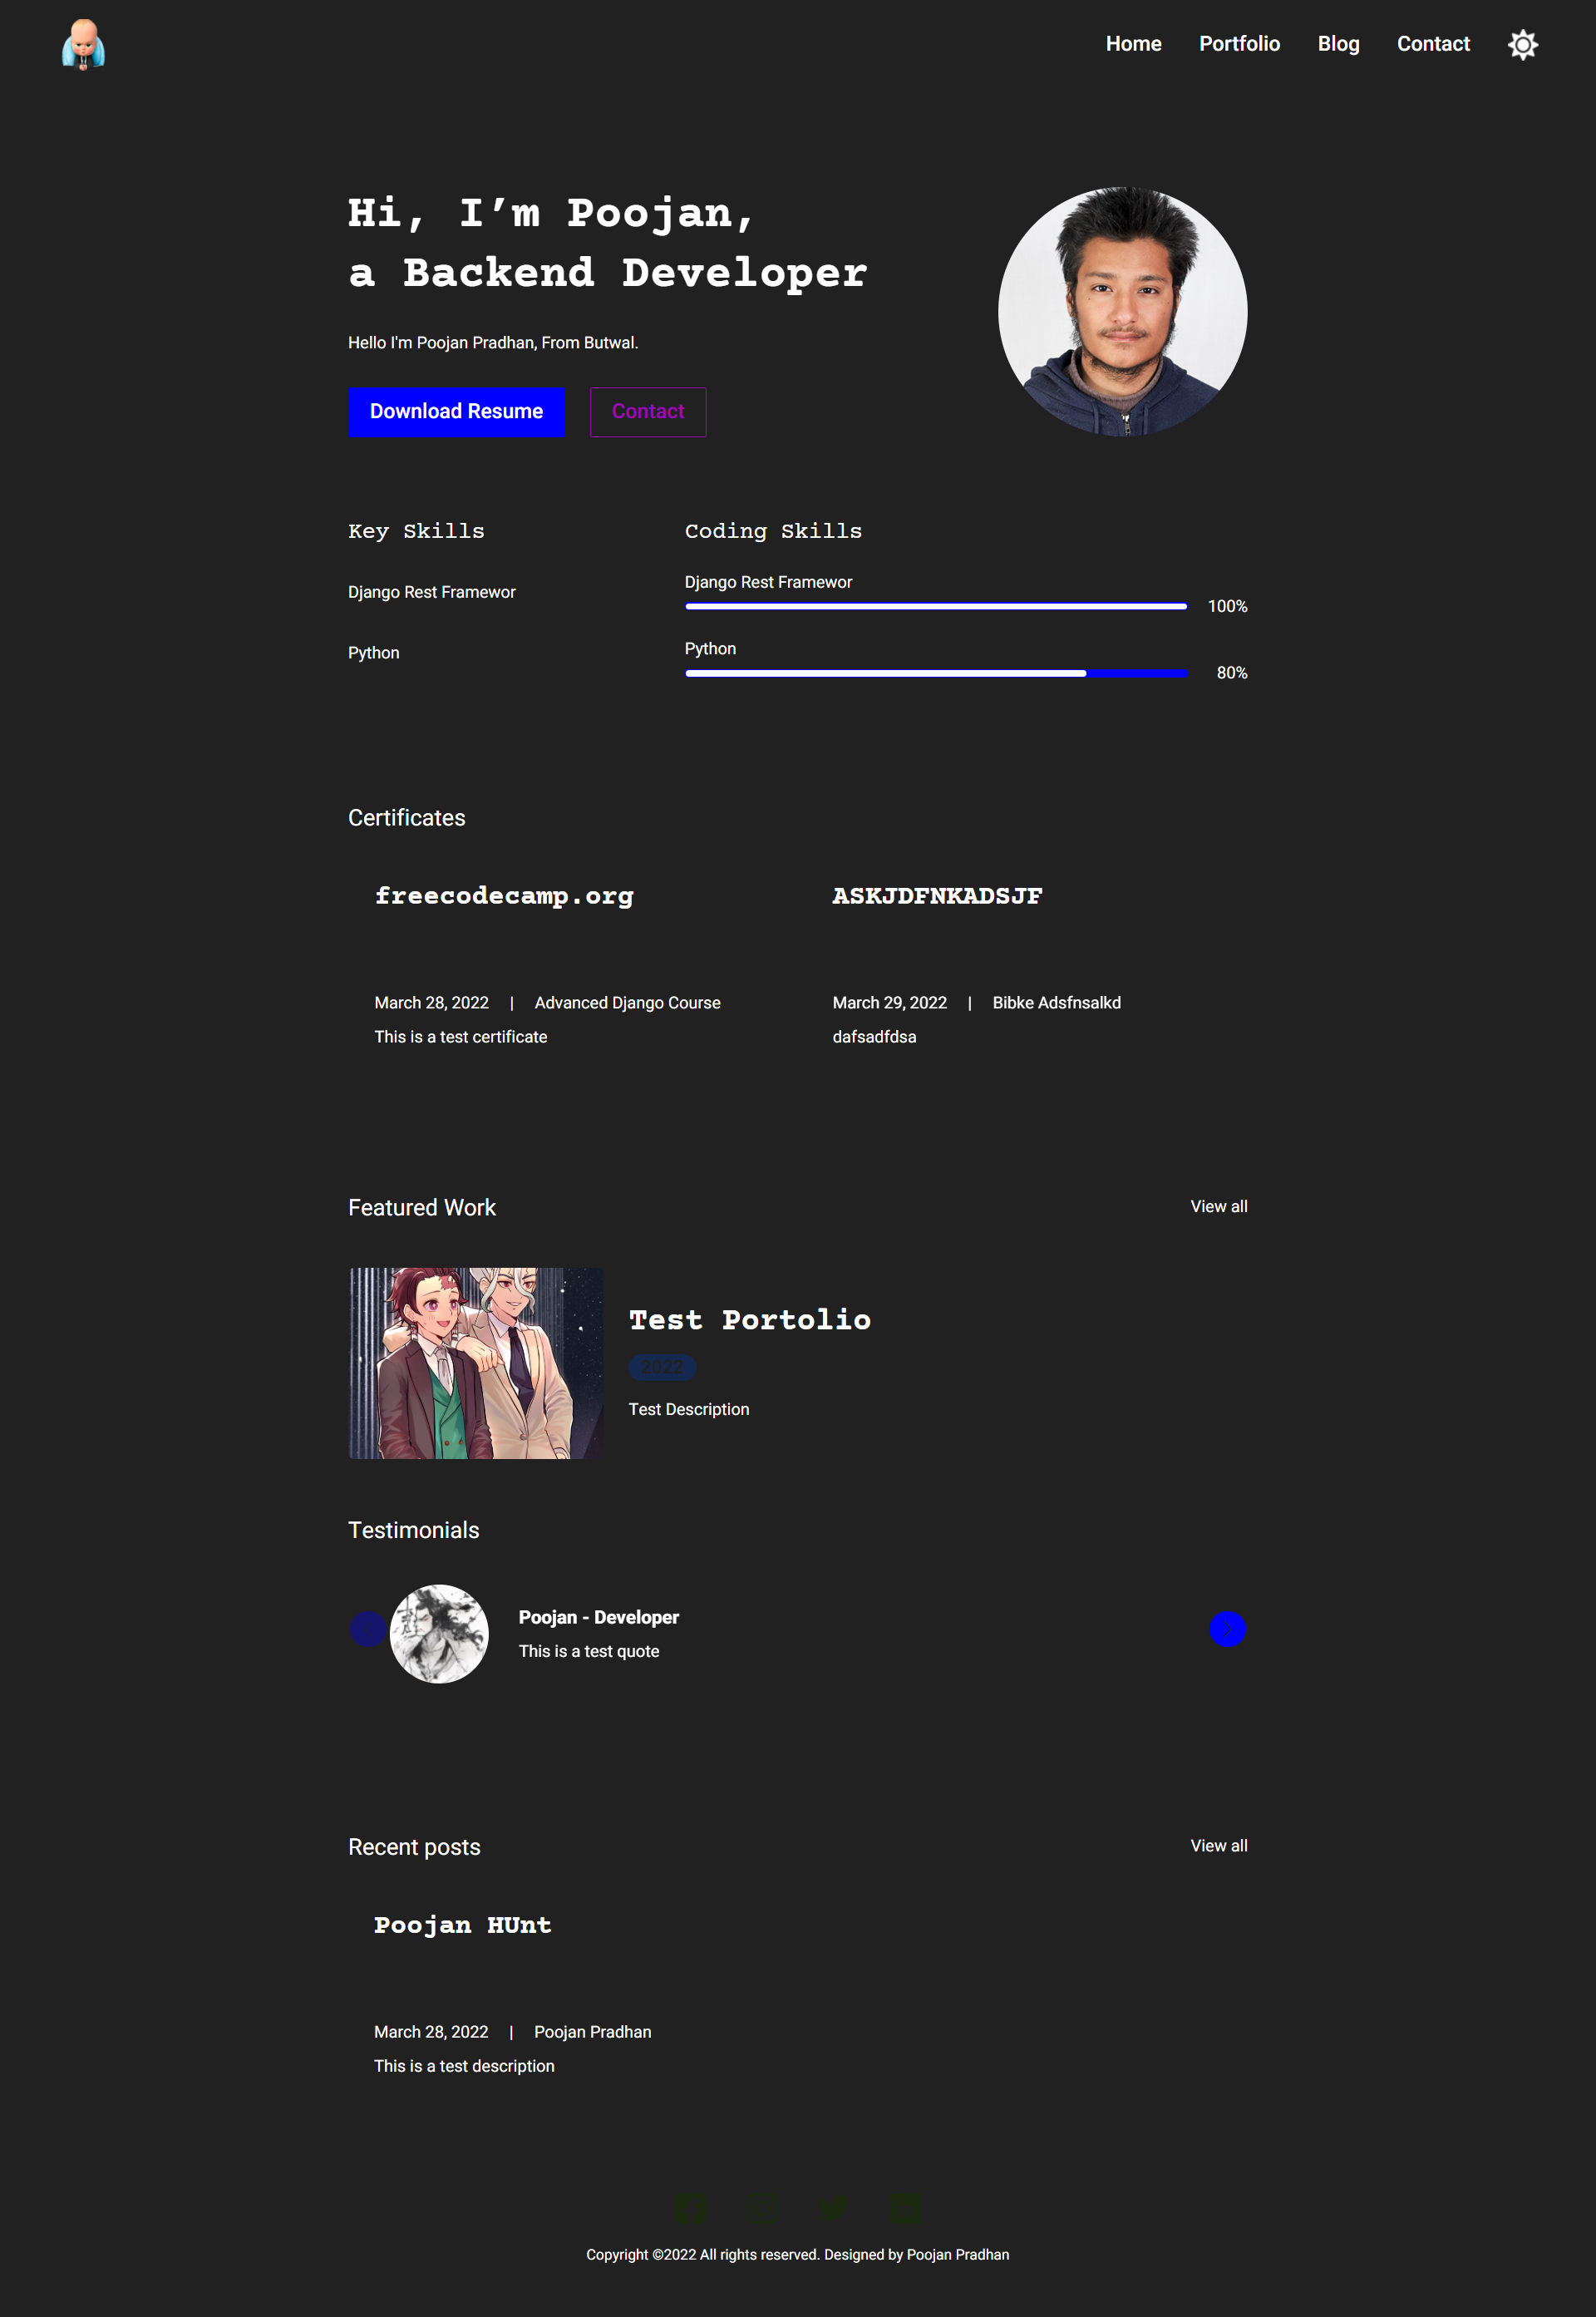 Home Portfolio Blog Contact
Hi, I’m Poojan,
a Backend Developer
Hello I'm Poojan Pradhan, From Butwal.
Download Resume Contact
Key Skills
Django Rest Framewor
Python
Coding Skills
Django Rest Framewor
100%
Python
80%
Certificates
freecodecamp.org
March 28, 2022 | Advanced Django Course
This is a test certificate
ASKJDFNKADSJF
March 29, 2022 | Bibke Adsfnsalkd
dafsadfdsa
Featured Work View all
Test Portolio
2022
Test Description
Testimonials
Poojan - Developer
This is a test quote
Recent posts View all
Poojan HUnt
March 28, 2022 | Poojan Pradhan
This is a test description
Copyright ©2022 All rights reserved. Designed by Poojan Pradhan